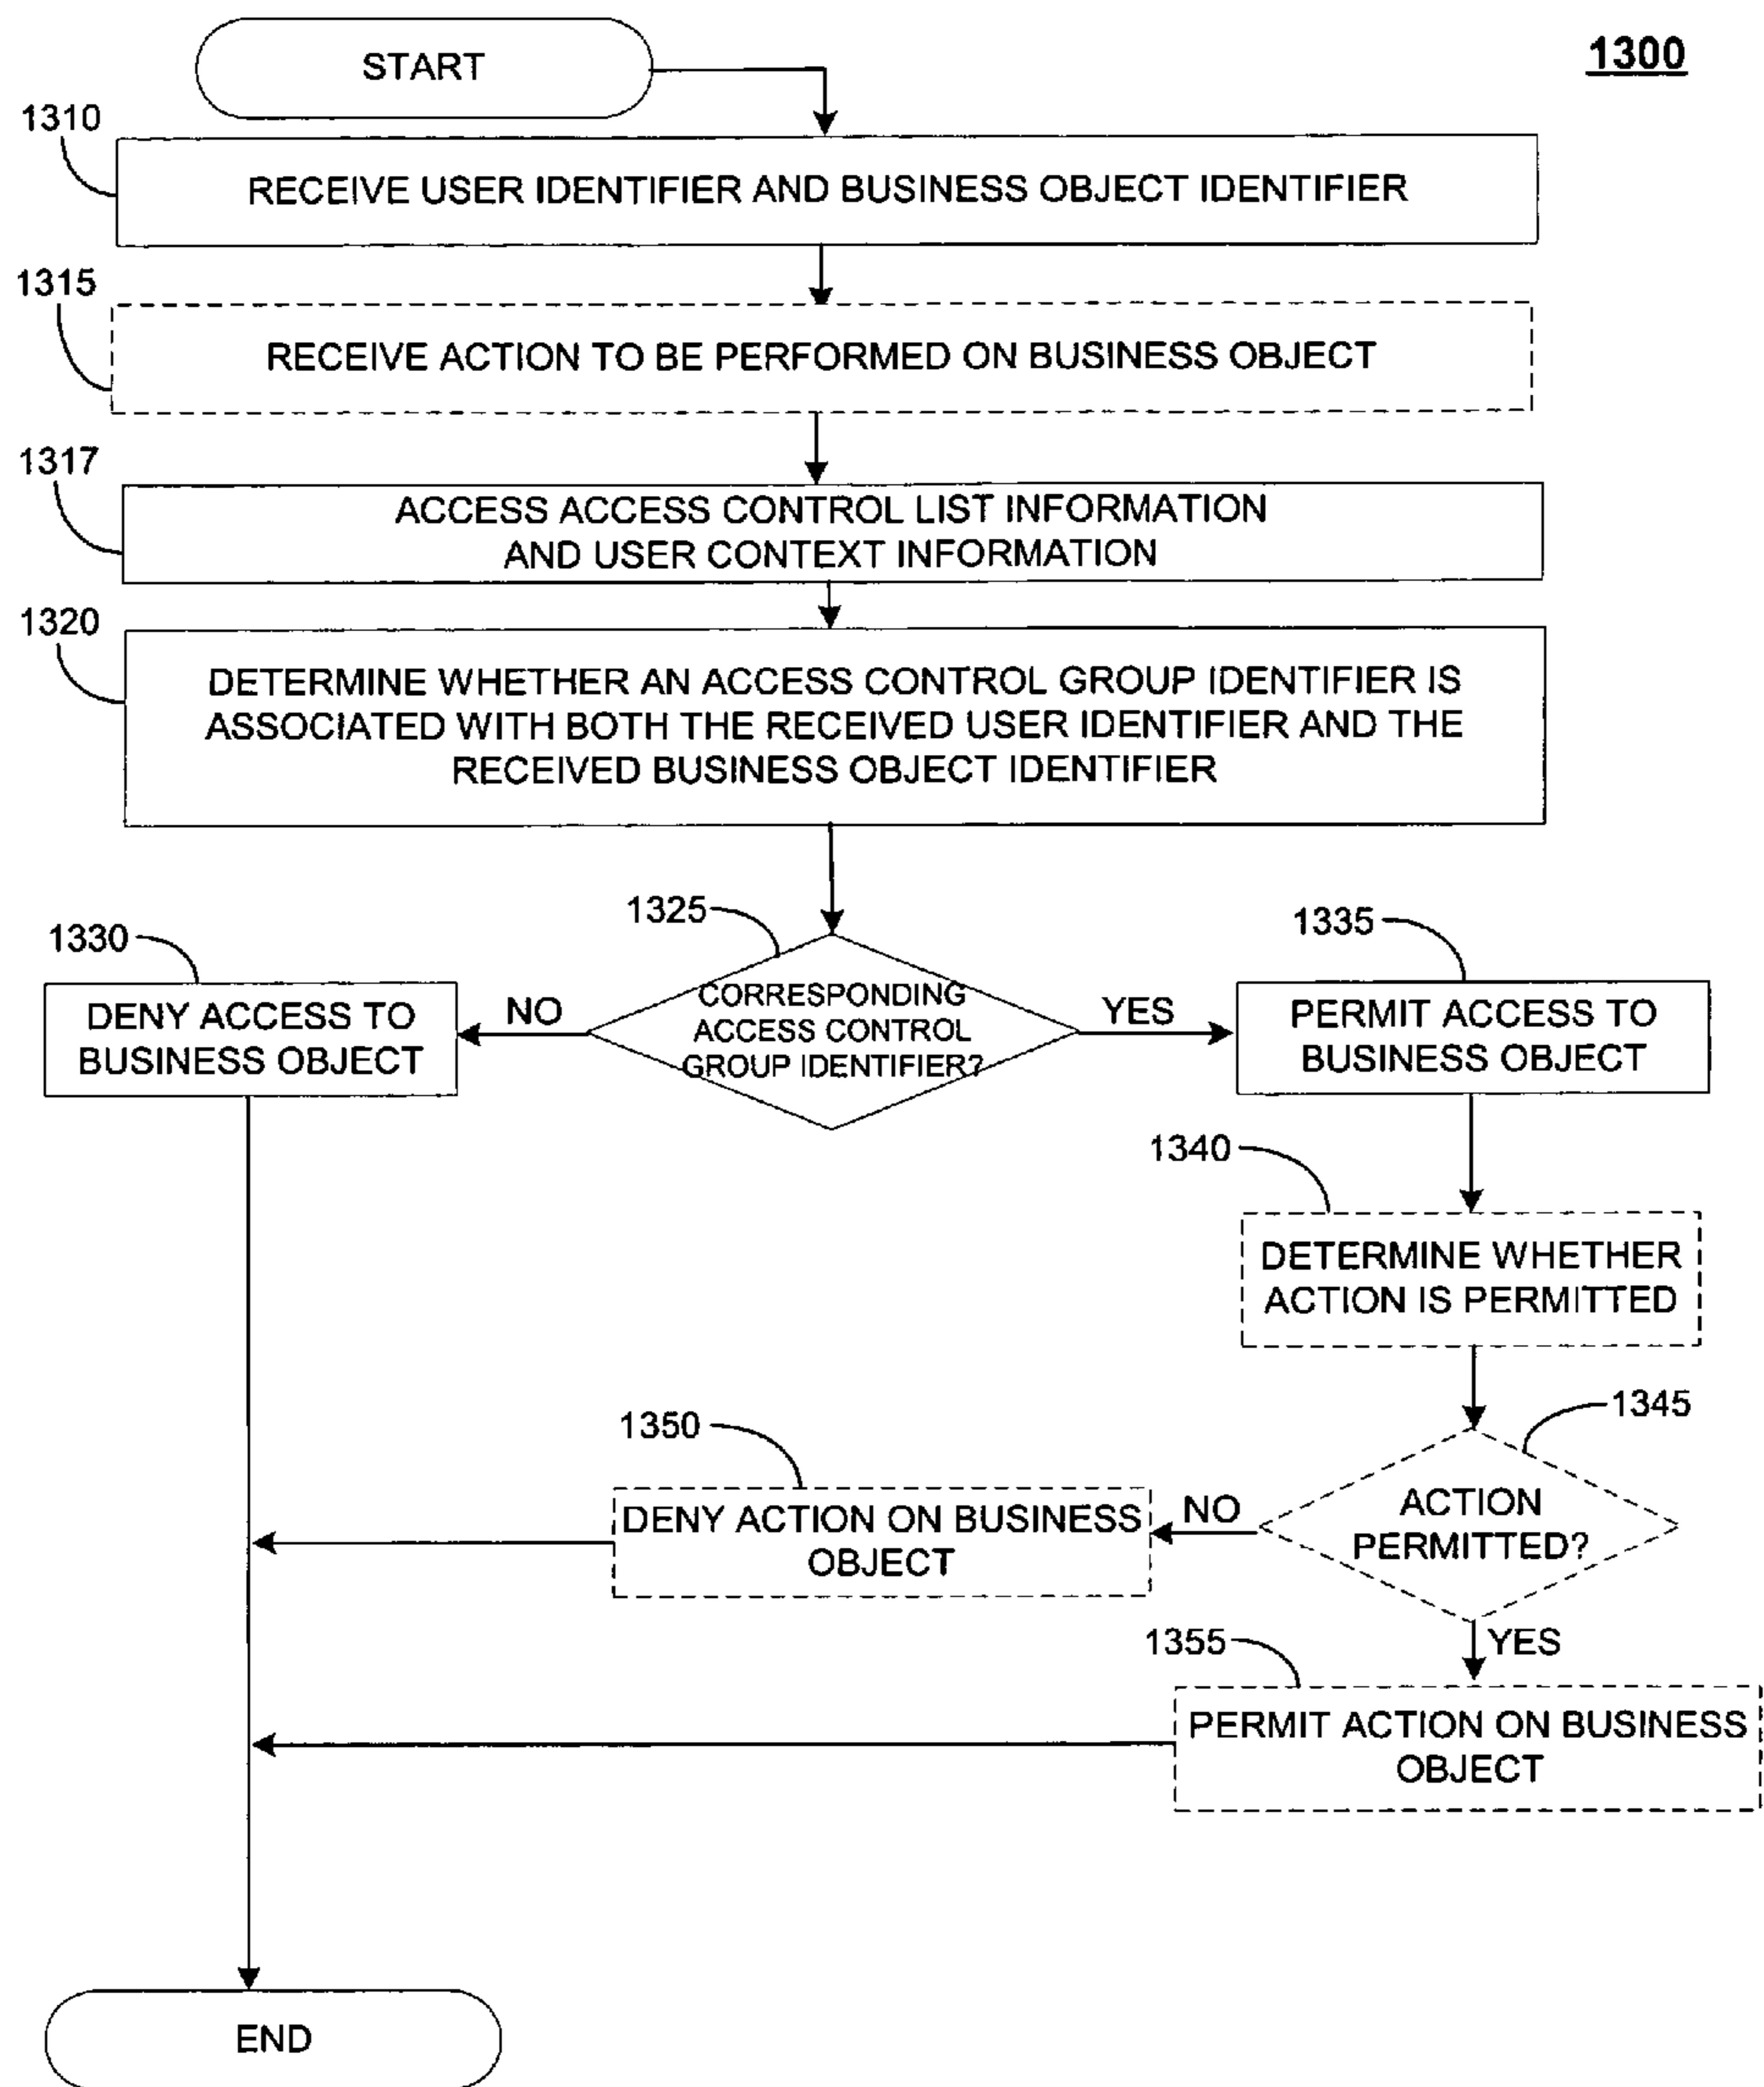 START
1300
1310
RECEIVE USER IDENTIFIER AND BUSINESS OBJECT IDENTIFIER
1315
RECEIVE ACTION TO BE PERFORMED ON BUSINESS OBJECT
1317
ACCESS ACCESS CONTROL LIST INFORMATION
AND USER CONTEXT INFORMATION
1320
DETERMINE WHETHER AN ACCESS CONTROL GROUP IDENTIFIER IS
ASSOCIATED WITH BOTH THE RECEIVED USER IDENTIFIER AND THE
RECEIVED BUSINESS OBJECT IDENTIFIER
1325
CORRESPONDING
ACCESS CONTROL
GROUP IDENTIFIER?
NO
1330
DENY ACCESS TO
BUSINESS OBJECT
YES
1335
PERMIT ACCESS TO
BUSINESS OBJECT
1340
DETERMINE WHETHER
ACTION IS PERMITTED
1345
ACTION
PERMITTED?
NO
1350
DENY ACTION ON BUSINESS
OBJECT
YES
1355
PERMIT ACTION ON BUSINESS
OBJECT
END